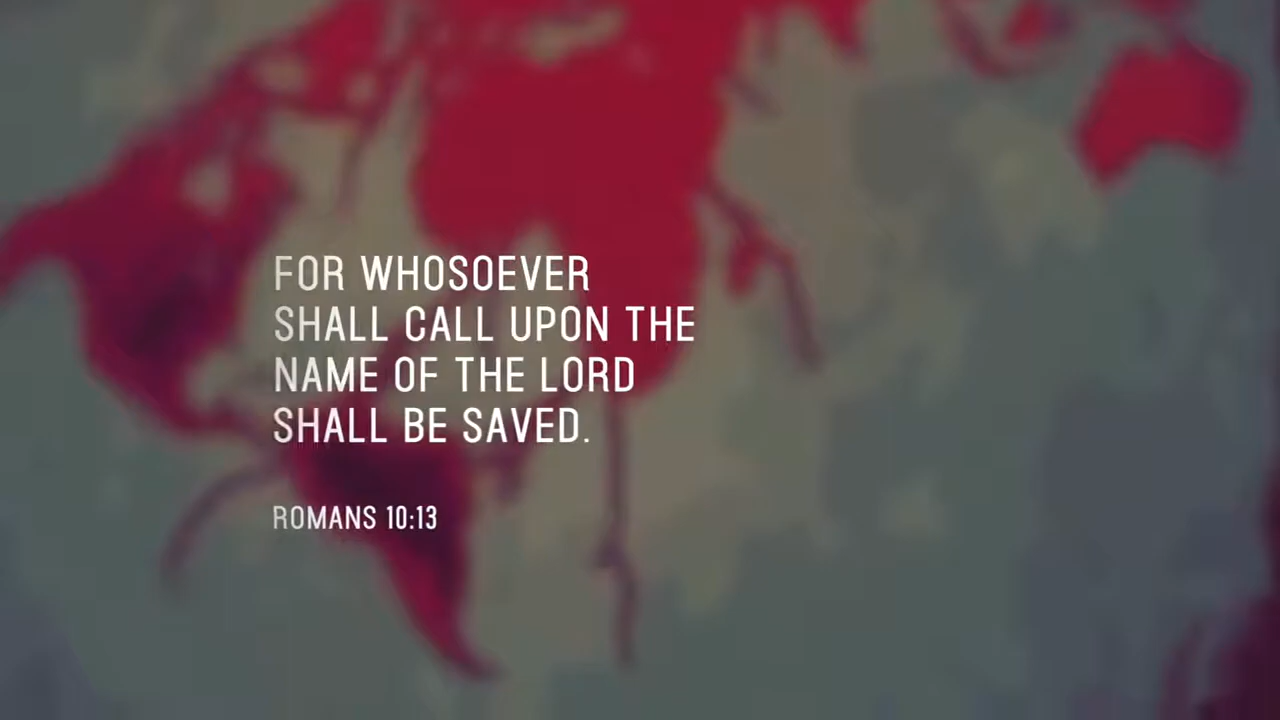 FOR WHOSOEVER
SHALL CALL UPON THE
NAME OF THE LORD
SHALL BE SAVED.
ROMANS 10:13